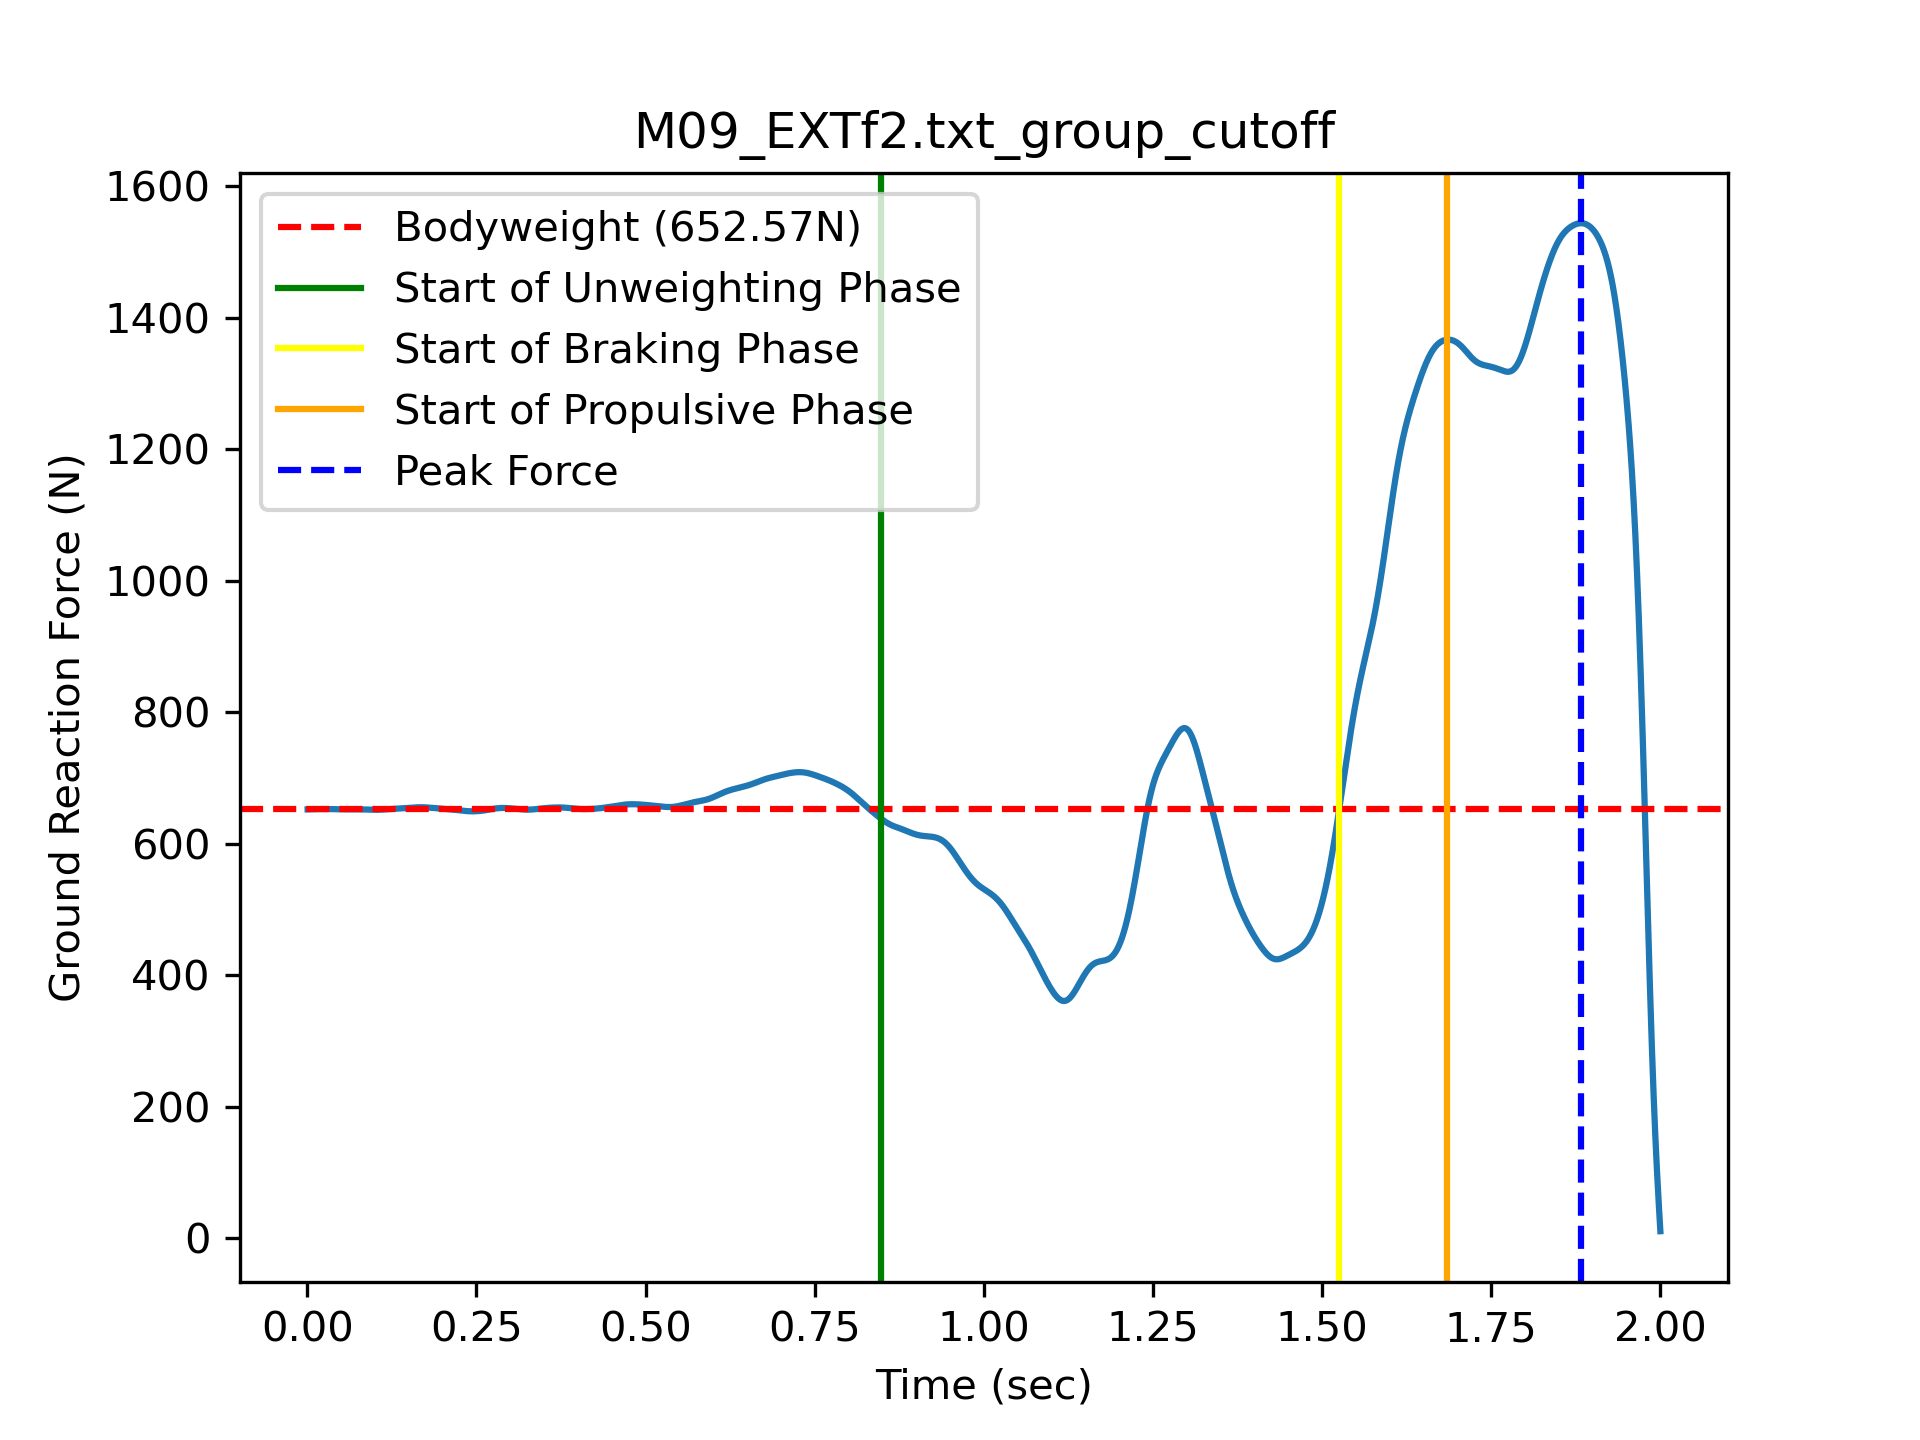 M09_EXTf2.txt_group_cutoff
Bodyweight (652.57N)
Start of Unweighting Phase
Start of Braking Phase
Start of Propulsive Phase
Peak Force
Ground Reaction Force (N)
1600
1400
1200
1000
800
600
400
200
0
0.00 0.25 0.50 0.75 1.00 1.25 1.50 1.75 2.00
Time (sec)